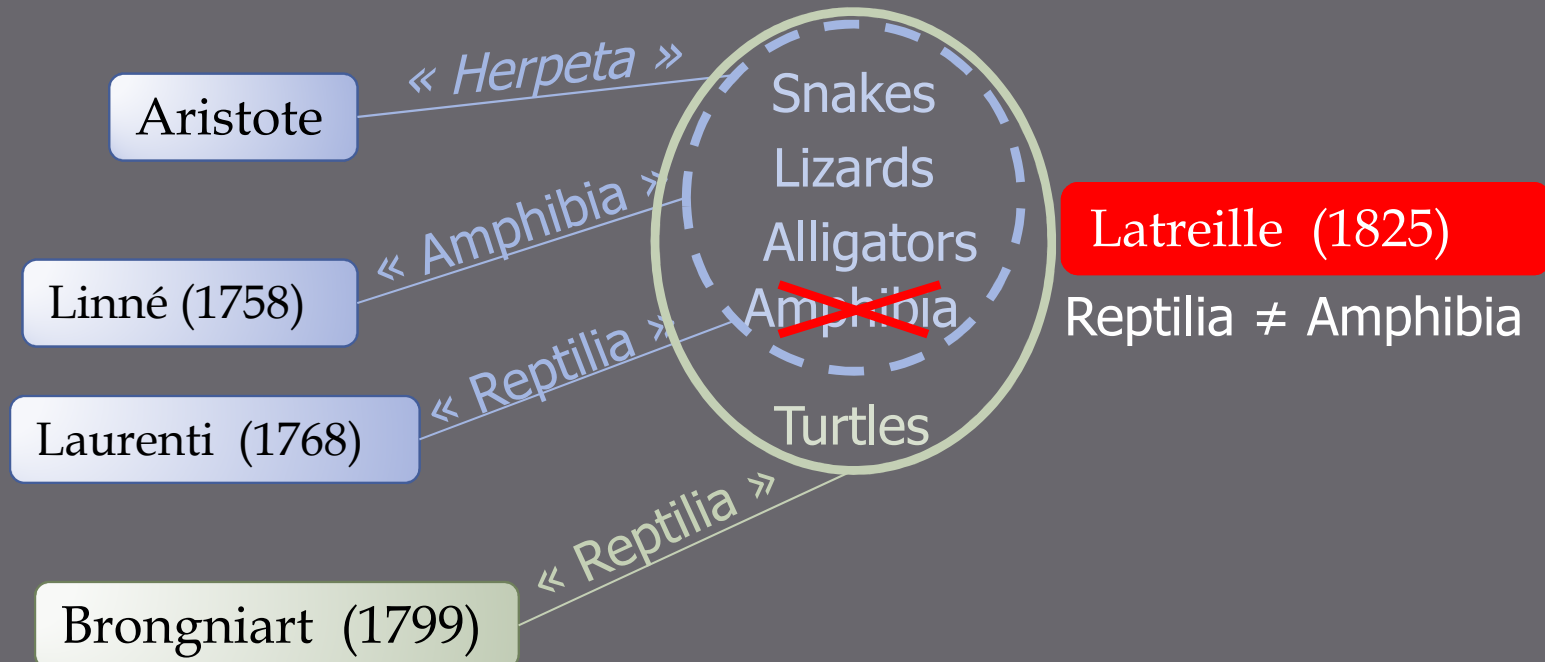 Aristote
« Herpeta »
Snakes
Lizards
Alligators
Amphibia
Turtles
« Amphibia »
Linné (1758)
« Reptilia »
Laurenti (1768)
« Reptilia »
Brongniart (1799)
Latreille (1825)
Reptilia ≠ Amphibia